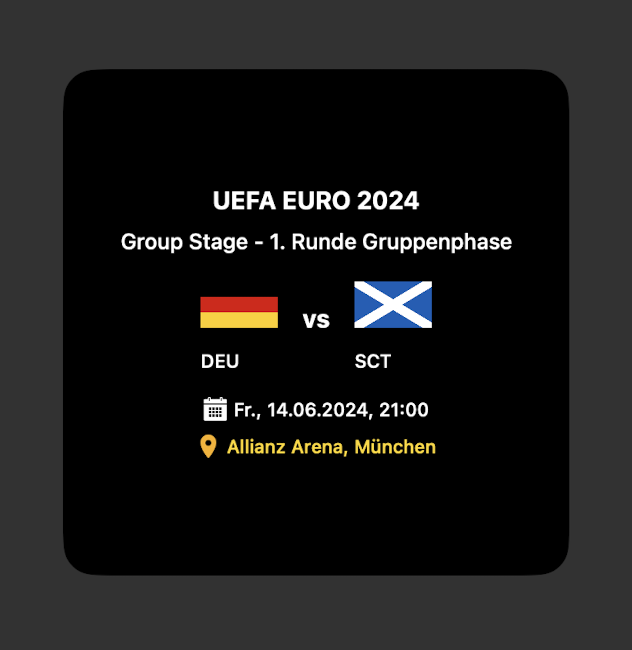 UEFA EURO 2024
Group Stage - 1. Runde Gruppenphase
vs
DEU SCT
Fr., 14.06.2024, 21:00
Allianz Arena, München